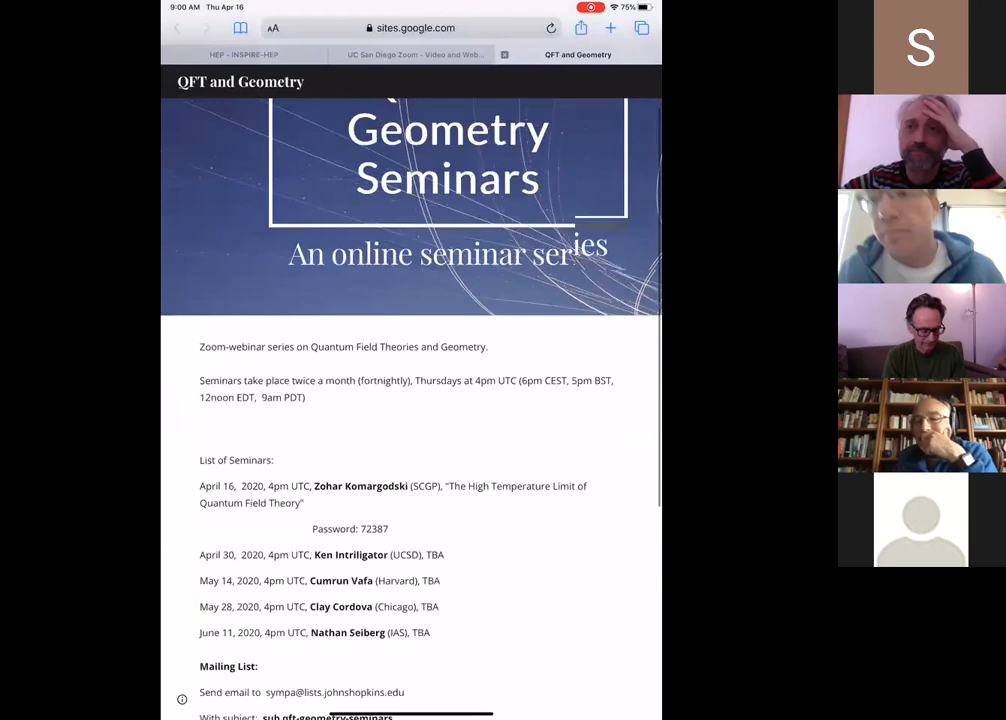 9:00 AM Thu Apr 16
75%
AA
sites.google.com
HEP - INSPIRE-HEP
UC San Diego Zoom - Video and Web...
QFT and Geometry
QFT and Geometry
Geometry
Seminars
An online seminar series
Zoom-webinar series on Quantum Field Theories and Geometry.
Seminars take place twice a month (fortnightly), Thursdays at 4pm UTC (6pm CEST, 5pm BST,
12noon EDT, 9am PDT)
List of Seminars:
April 16, 2020, 4pm UTC, Zohar Komargodski (SCGP), "The High Temperature Limit of
Quantum Field Theory"
Password: 72387
April 30, 2020, 4pm UTC, Ken Intriligator (UCSD), TBA
May 14, 2020, 4pm UTC, Cumrun Vafa (Harvard), TBA
May 28, 2020, 4pm UTC, Clay Cordova (Chicago), TBA
June 11, 2020, 4pm UTC, Nathan Seiberg (IAS), TBA
Mailing List:
Send email to sympa@lists.johnshopkins.edu
With subject: sub qft-geometry-seminars
S